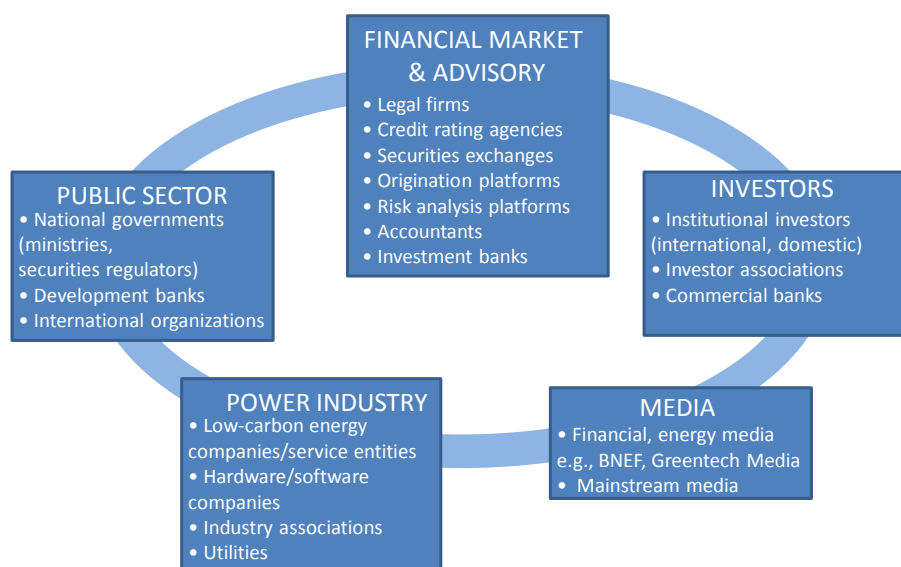 FINANCIAL MARKET
& ADVISORY
• Legal firms
• Credit rating agencies
• Securities exchanges
• Origination platforms
• Risk analysis platforms
• Accountants
• Investment banks
PUBLIC SECTOR
• National governments
(ministries,
securities regulators)
• Development banks
• International organizations
INVESTORS
• Institutional investors
(international, domestic)
• Investor associations
• Commercial banks
POWER INDUSTRY
• Low-carbon energy
companies/service entities
• Hardware/software
companies
• Industry associations
• Utilities
MEDIA
• Financial, energy media
e.g., BNEF, Greentech Media
• Mainstream media